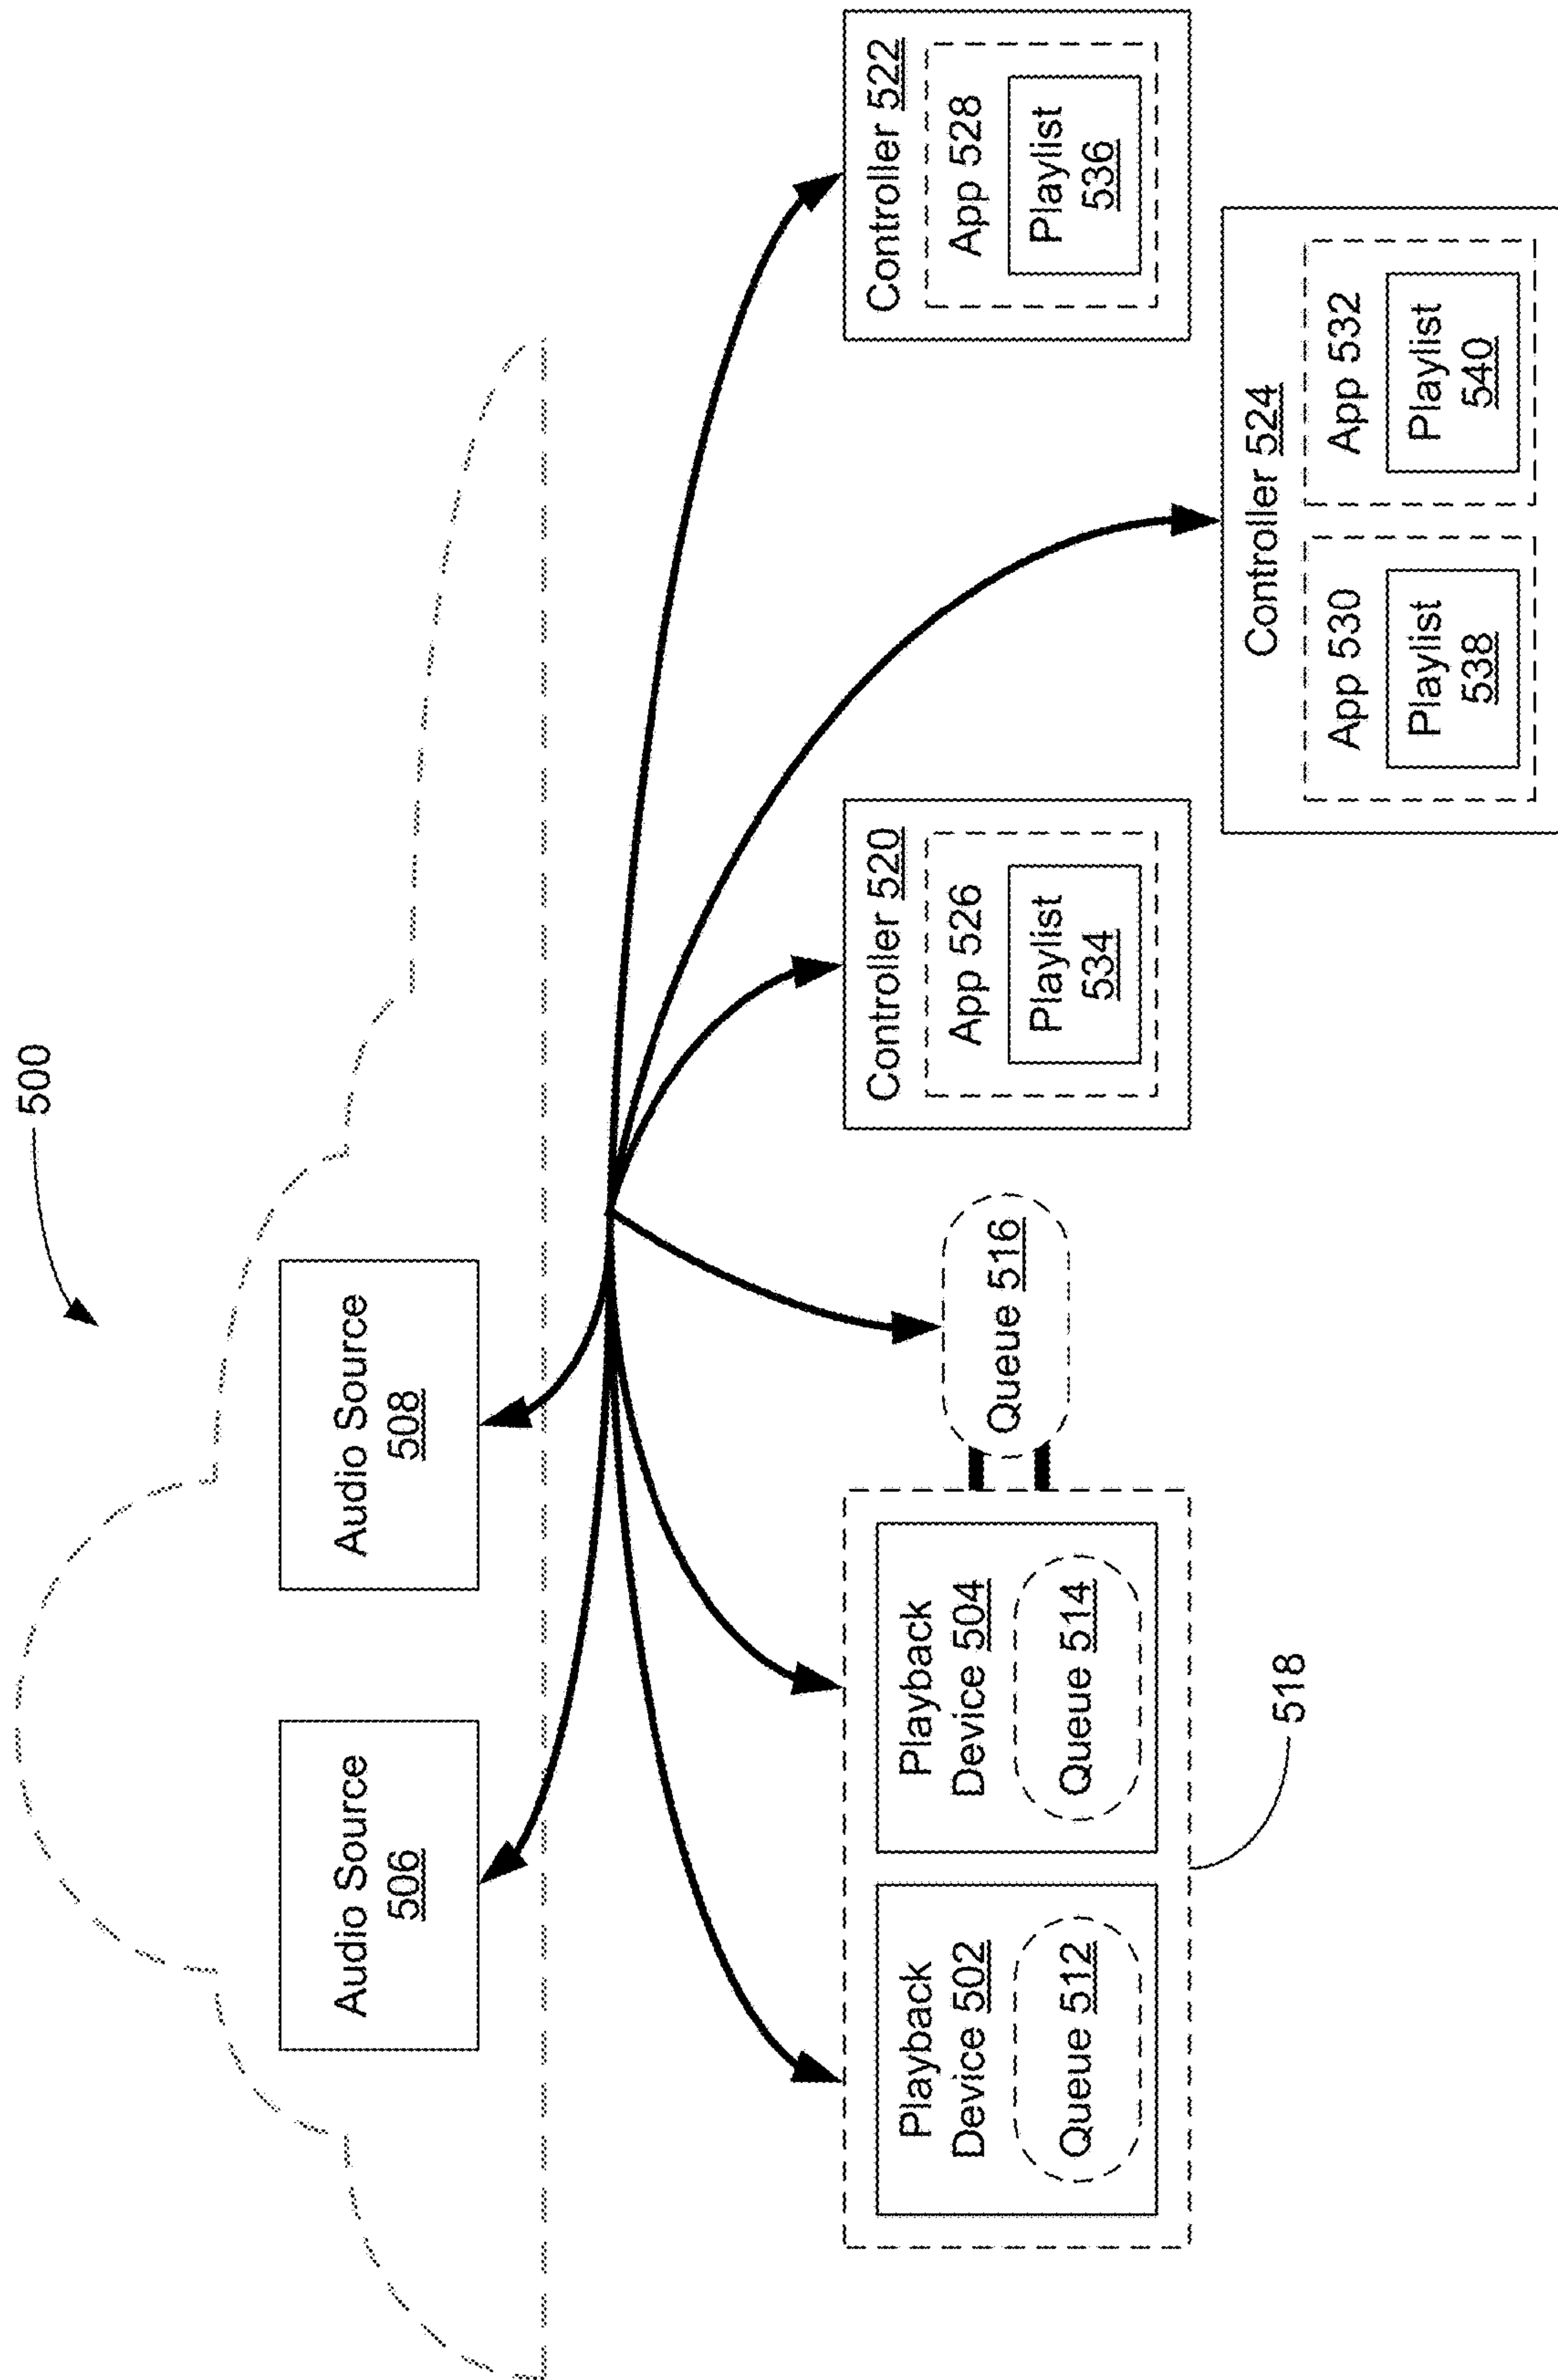 500
Audio Source
506
Audio Source
508
Playback
Device 502
Queue 512
Playback
Device 504
Queue 514
518
Queue 516
Controller 520
App 526
Playlist
534
Controller 522
App 528
Playlist
536
Controller 524
App 530
Playlist
538
App 532
Playlist
540